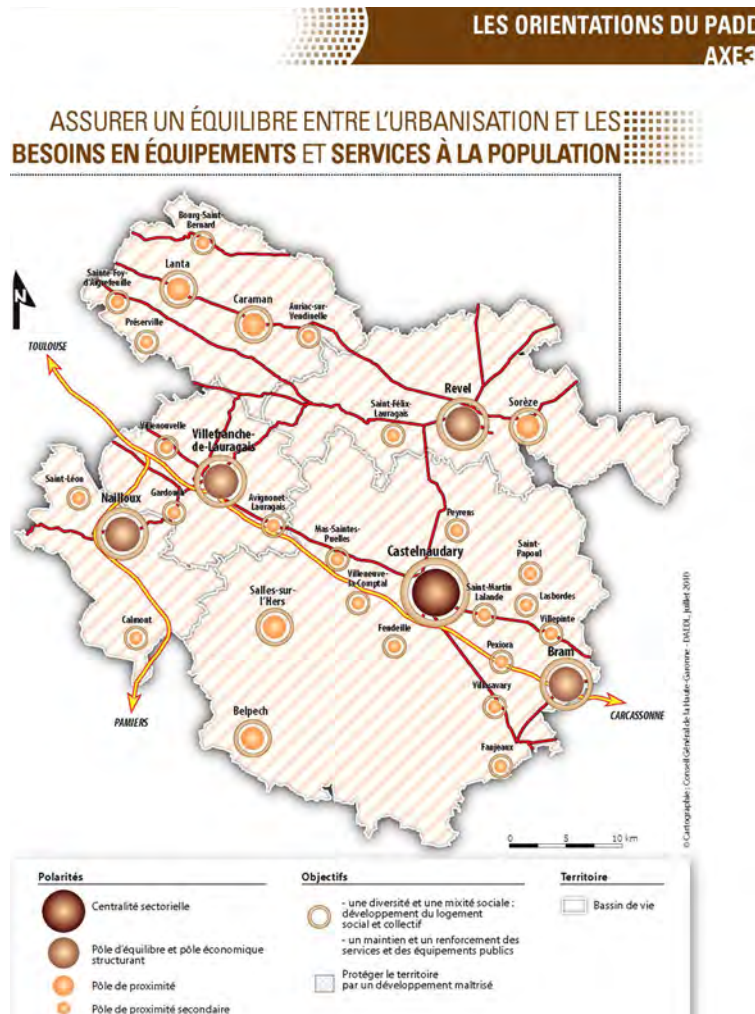 LES ORIENTATIONS DU PADD
AXE3
ASSURER UN ÉQUILIBRE ENTRE L'URBANISATION ET LES
BESOINS EN ÉQUIPEMENTS ET SERVICES À LA POPULATION
Bourg-Saint-
Bernard
Lanta
Sainte-Foy-
d'Aigrefeuille
Caraman
Auriac-sur-
Vendinelle
Préserville
N
TOULOUSE
Revel
Sorèze
Saint-Félix-
Lauragais
Villenouvelle
Villefranche-
de-Lauragais
Saint-Léon
Nailloux
Gardouch
Avignonet-
Lauragais
Peyrens
Mas-Saintes-
Puelles
Castelnaudary
Saint-
Papoul
Villeneuve-
la-Comptal
Saint-Martin
Lalande
Lasbordes
Salles-sur-
l'Hers
Villepinte
Calmont
Fendeille
Pexiora
Bram
Villasavary
PAMIERS
Belpech
CARCASSONNE
Fanjeaux
0 5 10 km
© Cartographie : Conseil Général de la Haute-Garonne - DAEDL, juillet 2010
Polarités
Centralité sectorielle
Pôle d'équilibre et pôle économique
structurant
Pôle de proximité
Pôle de proximité secondaire
Objectifs
- une diversité et une mixité sociale :
développement du logement
social et collectif
- un maintien et un renforcement des
services et des équipements publics
Protéger le territoire
par un développement maîtrisé
Territoire
Bassin de vie